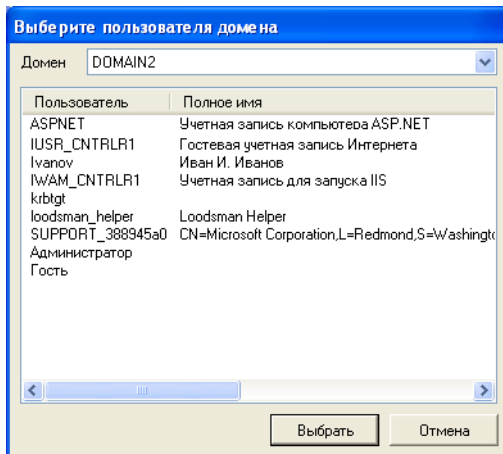 Выберите пользователя домена
Домен DOMAIN2
Пользователь Полное имя
ASPNET Учетная запись компьютера ASP.NET
IUSR_CNTRLR1 Гостевая учетная запись Интернета
Ivanov Иван И. Иванов
IWAM_CNTRLR1 Учетная запись для запуска IIS
krbtgt
loodsman_helper Loodsman Helper
SUPPORT_388945a0 CN=Microsoft Corporation,L=Redmond,S=Washingto
Администратор
Гость
Выбрать Отмена